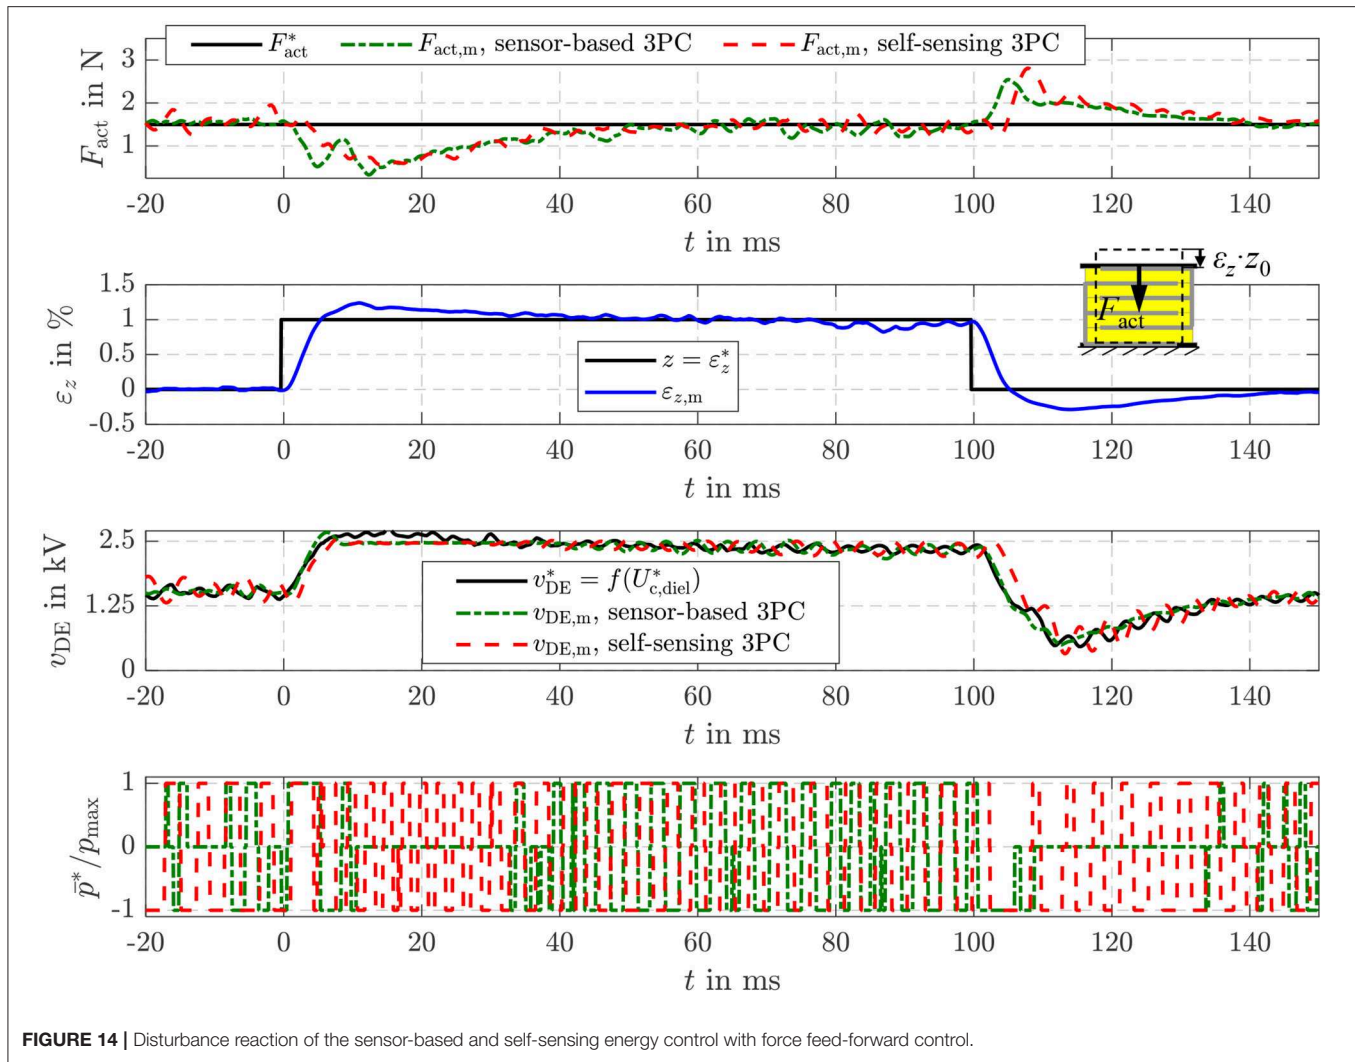 F*act   Fact,m, sensor-based 3PC   Fact,m, self-sensing 3PC
Fact in N
3
2
1
-20 0 20 40 60 80 100 120 140
t in ms
εz in %
1.5
1
0.5
0
-0.5
z = ε*z
εz,m
εz·z0
Fact
-20 0 20 40 60 80 100 120 140
t in ms
vDE in kV
2.5
1.25
0
v*DE = f(U*c,diel)
vDE,m, sensor-based 3PC
vDE,m, self-sensing 3PC
-20 0 20 40 60 80 100 120 140
t in ms
p̄*/pmax
1
0
-1
-20 0 20 40 60 80 100 120 140
t in ms
FIGURE 14 | Disturbance reaction of the sensor-based and self-sensing energy control with force feed-forward control.